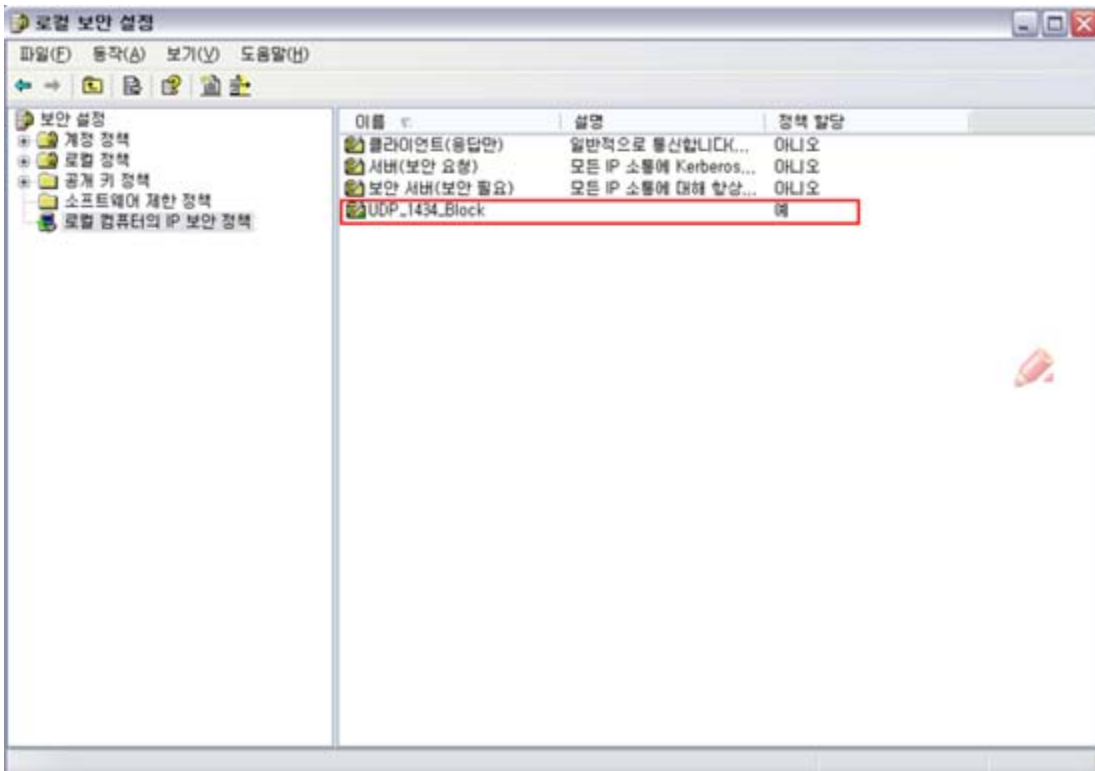 로컬 보안 설정
파일(F) 동작(A) 보기(V) 도움말(H)
보안 설정
계정 정책
로컬 정책
공개 키 정책
소프트웨어 제한 정책
로컬 컴퓨터의 IP 보안 정책
이름 설명 정책 할당
클라이언트(응답만) 일반적으로 통신합니다(... 아니오
서버(보안 요청) 모든 IP 소통에 Kerberos... 아니오
보안 서버(보안 필요) 모든 IP 소통에 대해 항상... 아니오
UDP_1434_Block 예